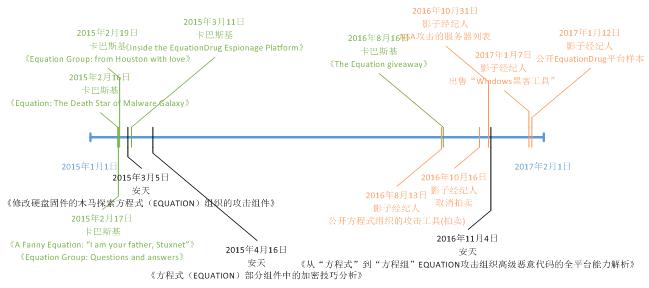 2015年2月19日
卡巴斯基
《Equation Group: from Houston with love》
2015年3月11日
卡巴斯基
《Inside the EquationDrug Espionage Platform》
2015年2月16日
卡巴斯基
《Equation: The Death Star of Malware Galaxy》
2016年10月31日
影子经纪人
NSA攻击的服务器列表
2016年8月16日
卡巴斯基
《The Equation giveaway》
2017年1月7日
影子经纪人
出售“Windows黑客工具”
2017年1月12日
影子经纪人
公开EquationDrug平台样本
2015年1月1日
2017年2月1日
2015年3月5日
安天
《修改硬盘固件的木马探索方程式（EQUATION）组织的攻击组件》
2015年2月17日
卡巴斯基
《A Fanny Equation: "I am your father, Stuxnet"》
《Equation Group: Questions and answers》
2015年4月16日
安天
《方程式（EQUATION）部分组件中的加密技巧分析》
2016年8月13日
影子经纪人
公开方程式组织的攻击工具(拍卖)
2016年10月16日
影子经纪人
取消拍卖
2016年11月4日
安天
《从“方程式”到“方程组”EQUATION攻击组织高级恶意代码的全平台能力解析》